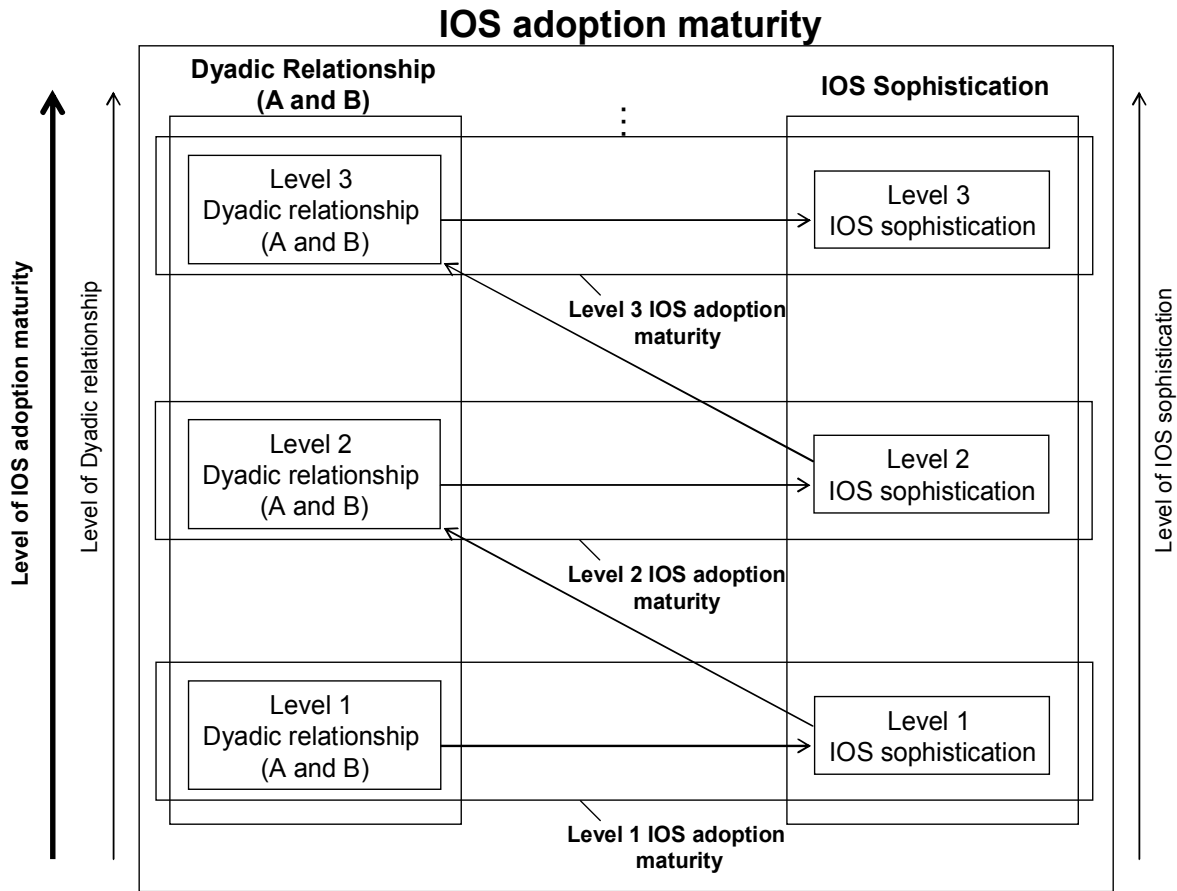 IOS adoption maturity
Dyadic Relationship
(A and B)
IOS Sophistication
Level of IOS adoption maturity
Level of Dyadic relationship
Level of IOS sophistication
Level 3
Dyadic relationship
(A and B)
Level 3
IOS sophistication
Level 3 IOS adoption
maturity
Level 2
Dyadic relationship
(A and B)
Level 2
IOS sophistication
Level 2 IOS adoption
maturity
Level 1
Dyadic relationship
(A and B)
Level 1
IOS sophistication
Level 1 IOS adoption
maturity